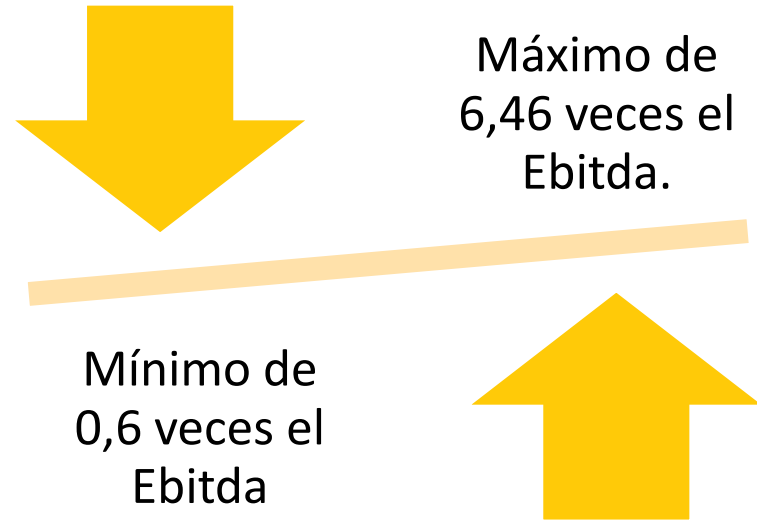 Máximo de
6,46 veces el
Ebitda.
Mínimo de
0,6 veces el
Ebitda